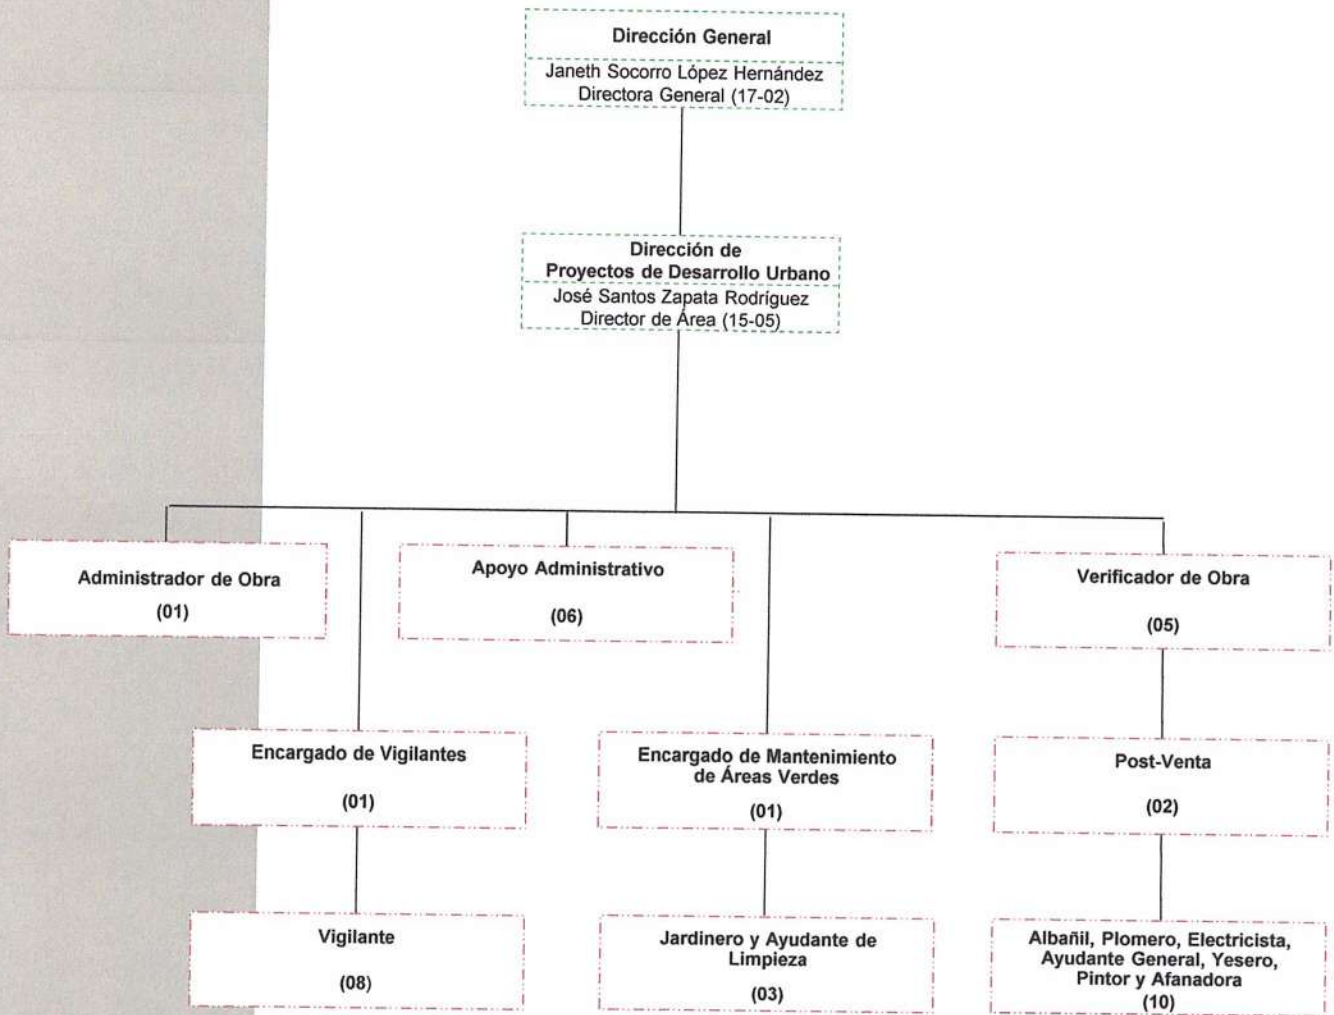 Dirección General
Janeth Socorro López Hernández
Directora General (17-02)
Dirección de
Proyectos de Desarrollo Urbano
José Santos Zapata Rodríguez
Director de Área (15-05)
Administrador de Obra
(01)
Apoyo Administrativo
(06)
Verificador de Obra
(05)
Encargado de Vigilantes
(01)
Encargado de Mantenimiento
de Áreas Verdes
(01)
Post-Venta
(02)
Vigilante
(08)
Jardinero y Ayudante de
Limpieza
(03)
Albañil, Plomero, Electricista,
Ayudante General, Yesero,
Pintor y Afanadora
(10)